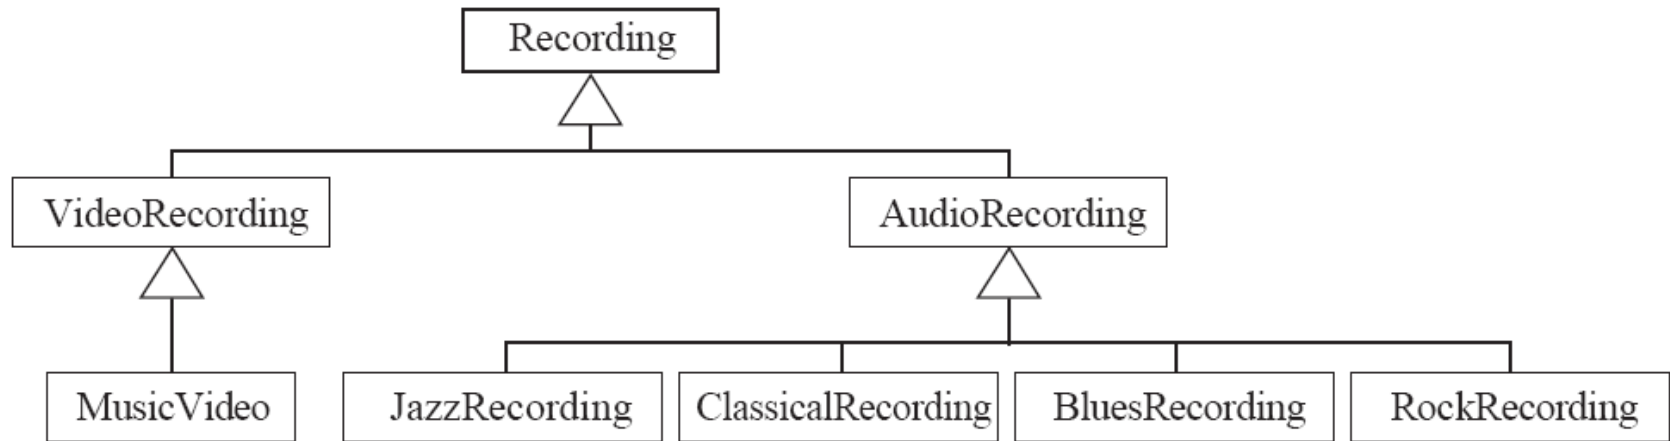 Recording
VideoRecording
AudioRecording
MusicVideo
JazzRecording
ClassicalRecording
BluesRecording
RockRecording